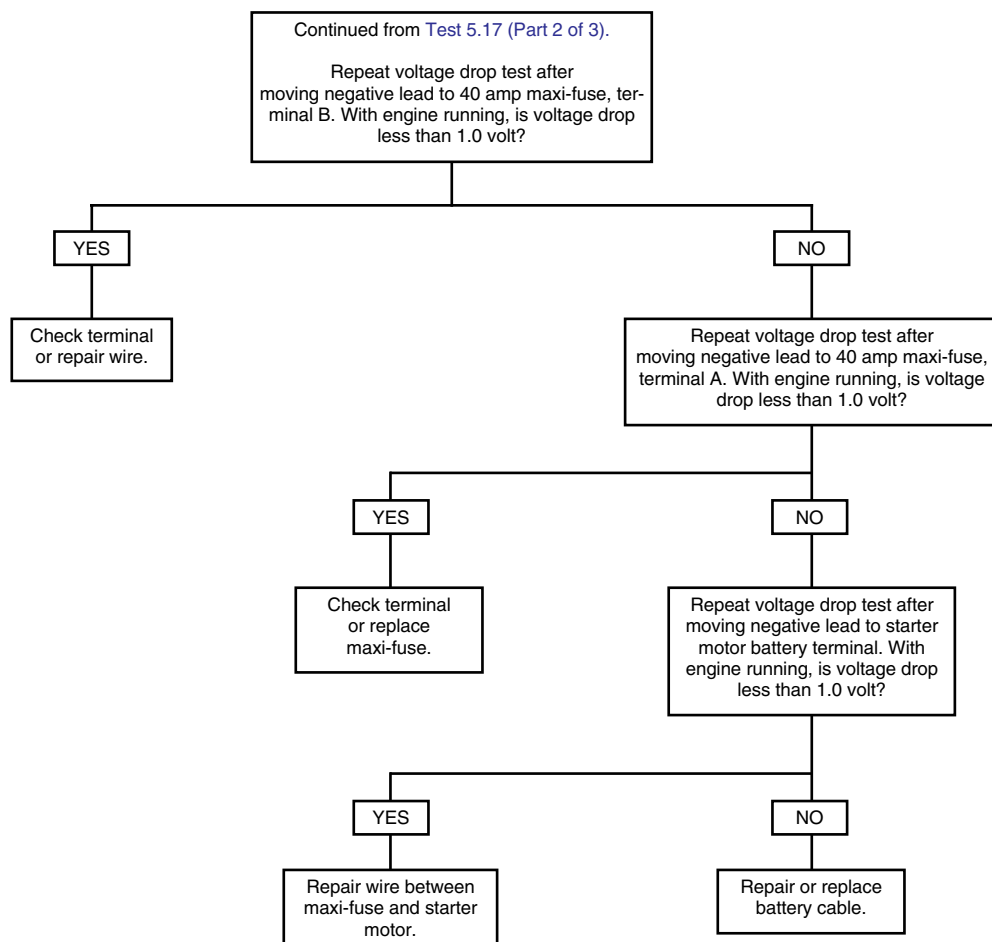 Continued from Test 5.17 (Part 2 of 3).
Repeat voltage drop test after
moving negative lead to 40 amp maxi-fuse, ter-
minal B. With engine running, is voltage drop
less than 1.0 volt?
YES
NO
Check terminal
or repair wire.
Repeat voltage drop test after
moving negative lead to 40 amp maxi-fuse,
terminal A. With engine running, is voltage
drop less than 1.0 volt?
YES
NO
Check terminal
or replace
maxi-fuse.
Repeat voltage drop test after
moving negative lead to starter
motor battery terminal. With
engine running, is voltage drop
less than 1.0 volt?
YES
NO
Repair wire between
maxi-fuse and starter
motor.
Repair or replace
battery cable.